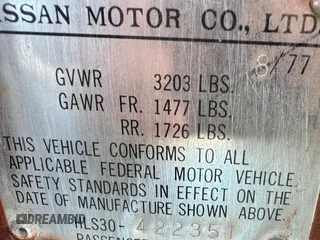 ISSAN MOTOR CO., LTD.
8/77
GVWR 3203 LBS.
GAWR FR. 1477 LBS.
RR. 1726 LBS.
THIS VEHICLE CONFORMS TO ALL
APPLICABLE FEDERAL MOTOR VEHICLE
SAFETY STANDARDS IN EFFECT ON THE
DATE OF MANUFACTURE SHOWN ABOVE.
HLS30-422351
PASSENGER
DREAMBID